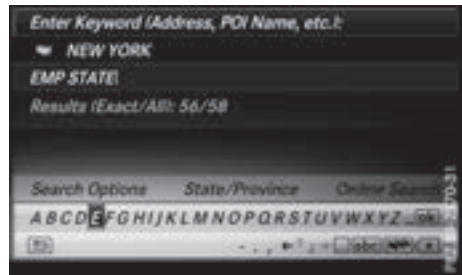 Enter Keyword (Address, POI Name, etc.):
NEW YORK
EMP STATE
Results (Exact/All): 56/58
Search Options State/Province Online Search
A B C D E F G H I J K L M N O P Q R S T U V W X Y Z _ ok
- . , abc